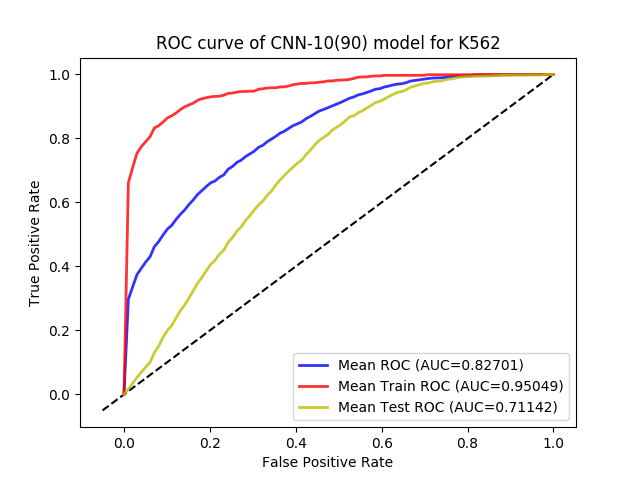 ROC curve of CNN-10(90) model for K562
1.0
0.8
0.6
0.4
0.2
0.0
True Positive Rate
Mean ROC (AUC=0.82701)
Mean Train ROC (AUC=0.95049)
Mean Test ROC (AUC=0.71142)
0.0 0.2 0.4 0.6 0.8 1.0
False Positive Rate